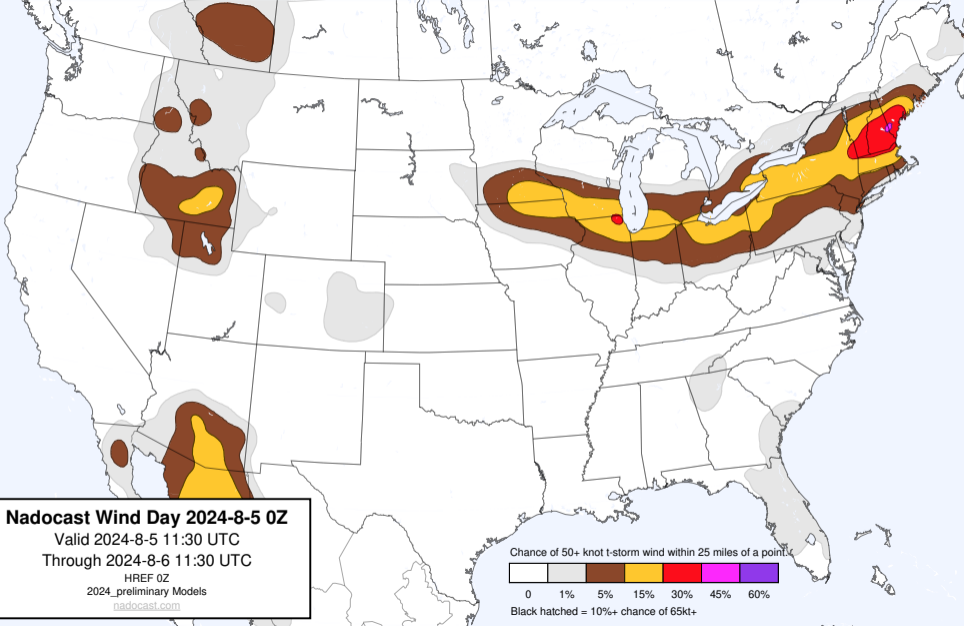 Nadocast Wind Day 2024-8-5 0Z
Valid 2024-8-5 11:30 UTC
Through 2024-8-6 11:30 UTC
HREF 0Z
2024_preliminary Models
nadocast.com
Chance of 50+ knot t-storm wind within 25 miles of a point.
0 1% 5% 15% 30% 45% 60%
Black hatched = 10%+ chance of 65kt+